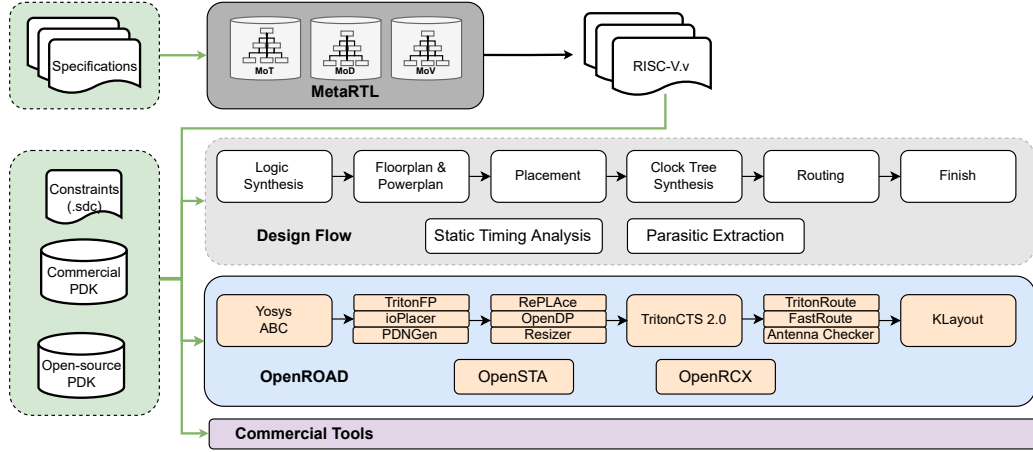 Specifications
MoT
MoD
MoV
MetaRTL
RISC-V.v
Constraints
(.sdc)
Commercial
PDK
Open-source
PDK
Logic
Synthesis
Floorplan &
Powerplan
Placement
Clock Tree
Synthesis
Routing
Finish
Design Flow
Static Timing Analysis
Parasitic Extraction
Yosys
ABC
TritonFP
ioPlacer
PDNGen
RePLAce
OpenDP
Resizer
TritonCTS 2.0
TritonRoute
FastRoute
Antenna Checker
KLayout
OpenROAD
OpenSTA
OpenRCX
Commercial Tools